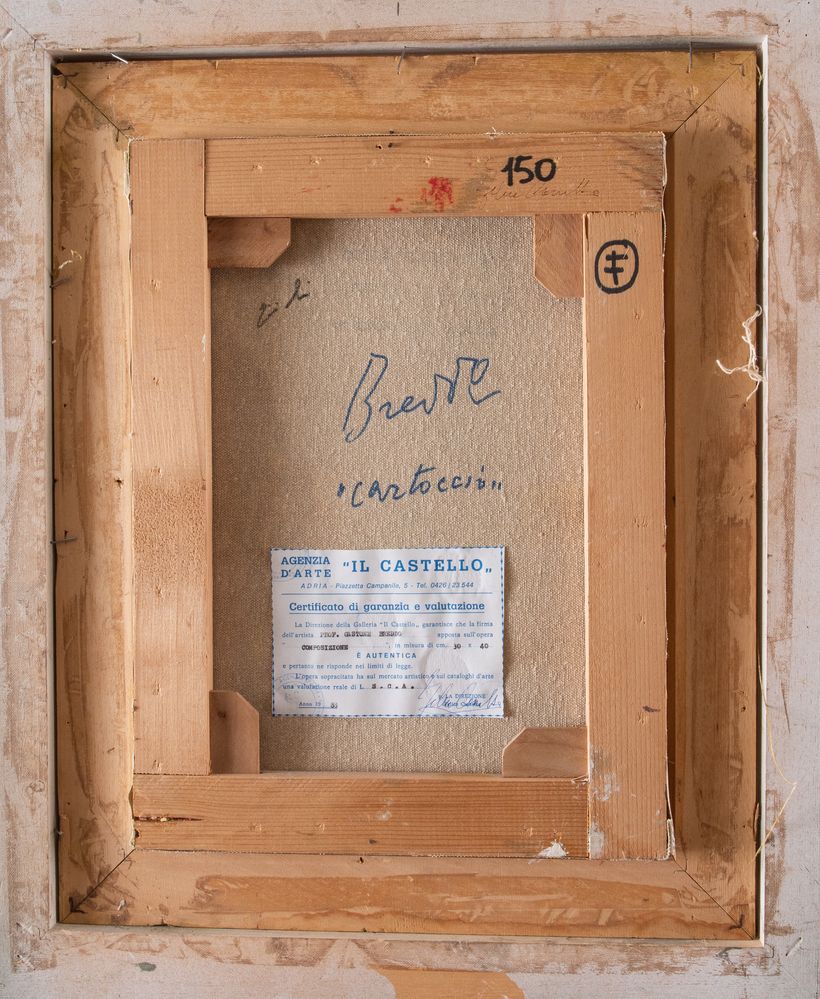 150
Breddo
"cartoccio"
AGENZIA
D'ARTE "IL CASTELLO„
ADRIA - Piazzetta Campanile, 5 - Tel. 0426 / 23.544
Certificato di garanzia e valutazione
La Direzione della Galleria "Il Castello„ garantisce che la firma
dell'artista PROF. GASTONE BREDDO apposta sull'opera
COMPOSIZIONE in misura di cm. 30 x 40
È AUTENTICA
e pertanto ne risponde nei limiti di legge.
L'opera sopracitata ha sul mercato artistico e sui cataloghi d'arte
una valutazione reale di L. S.C.A.
LA DIREZIONE
Anno 19